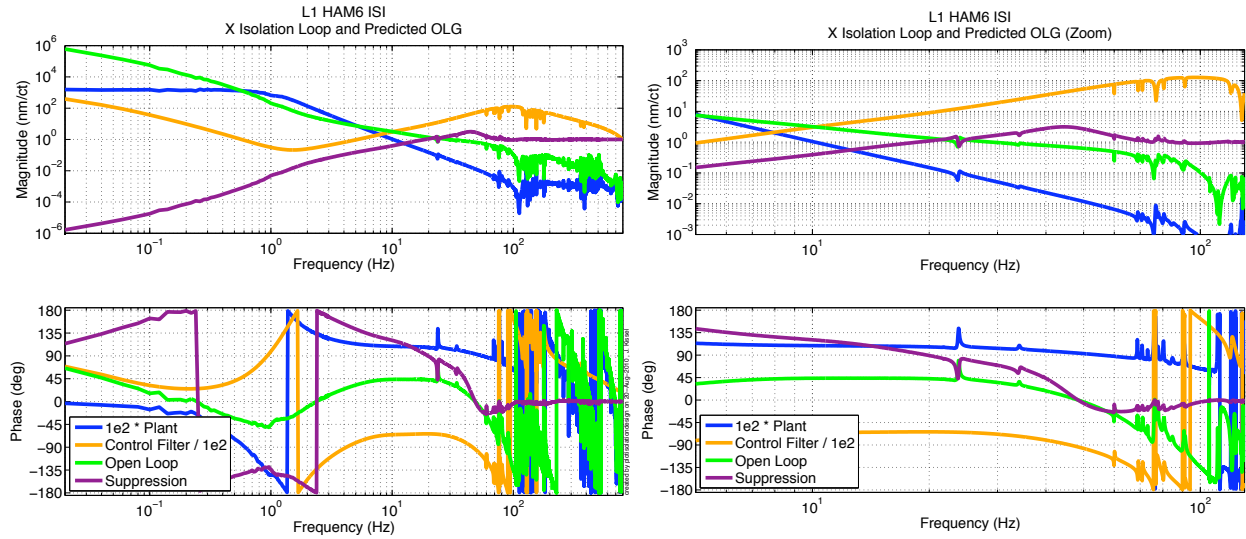 L1 HAM6 ISI
X Isolation Loop and Predicted OLG
Magnitude (nm/ct)
10^6
10^4
10^2
10^0
10^−2
10^−4
10^−6
10^−1
10^0
10^1
10^2
Frequency (Hz)
Phase (deg)
180
135
90
45
0
−45
−90
−135
−180
1e2 * Plant
Control Filter / 1e2
Open Loop
Suppression
10^−1
10^0
10^1
10^2
Frequency (Hz)
L1 HAM6 ISI
X Isolation Loop and Predicted OLG (Zoom)
Magnitude (nm/ct)
10^3
10^2
10^1
10^0
10^−1
10^−2
10^−3
10^1
10^2
Frequency (Hz)
Phase (deg)
180
135
90
45
0
−45
−90
−135
−180
1e2 * Plant
Control Filter / 1e2
Open Loop
Suppression
10^1
10^2
Frequency (Hz)